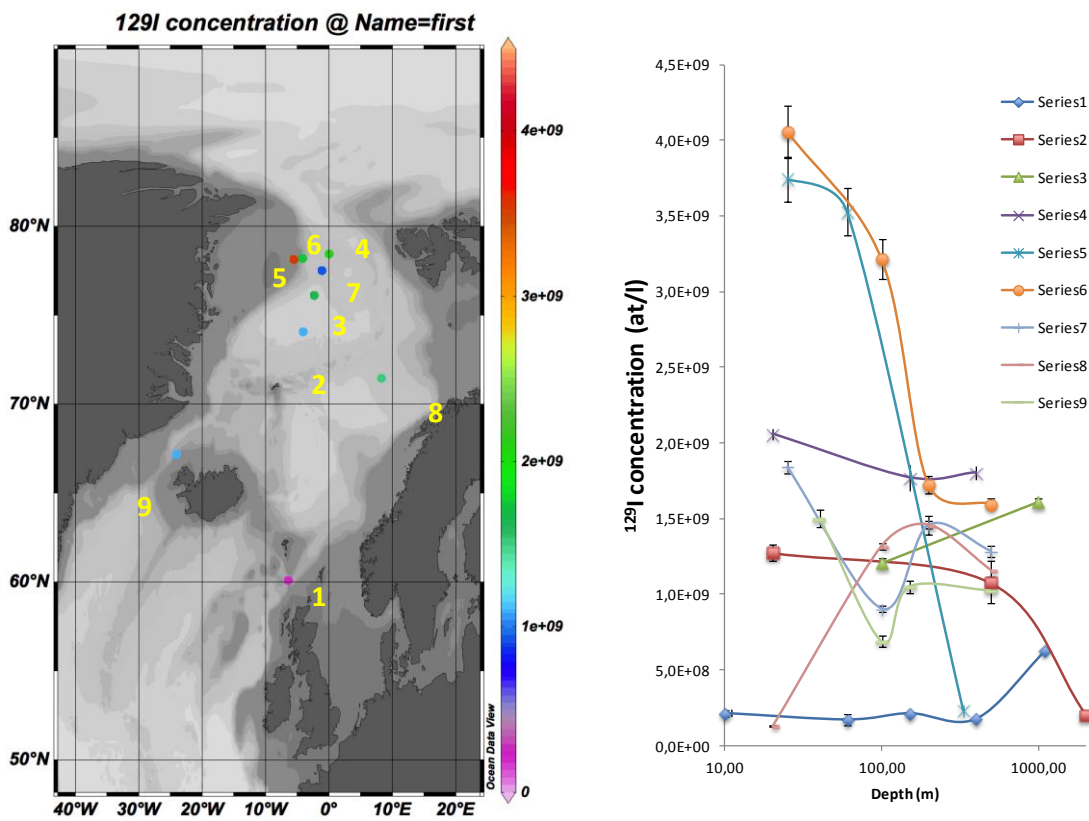 129I concentration @ Name=first
80°N
70°N
60°N
50°N
40°W
30°W
20°W
10°W
0°
10°E
20°E
6
4
5
7
3
2
8
9
1
4e+09
3e+09
2e+09
1e+09
0
Ocean Data View
4,5E+09
4,0E+09
3,5E+09
3,0E+09
2,5E+09
2,0E+09
1,5E+09
1,0E+09
5,0E+08
0,0E+00
129I concentration (at/l)
10,00
100,00
1000,00
Depth (m)
Series1
Series2
Series3
Series4
Series5
Series6
Series7
Series8
Series9